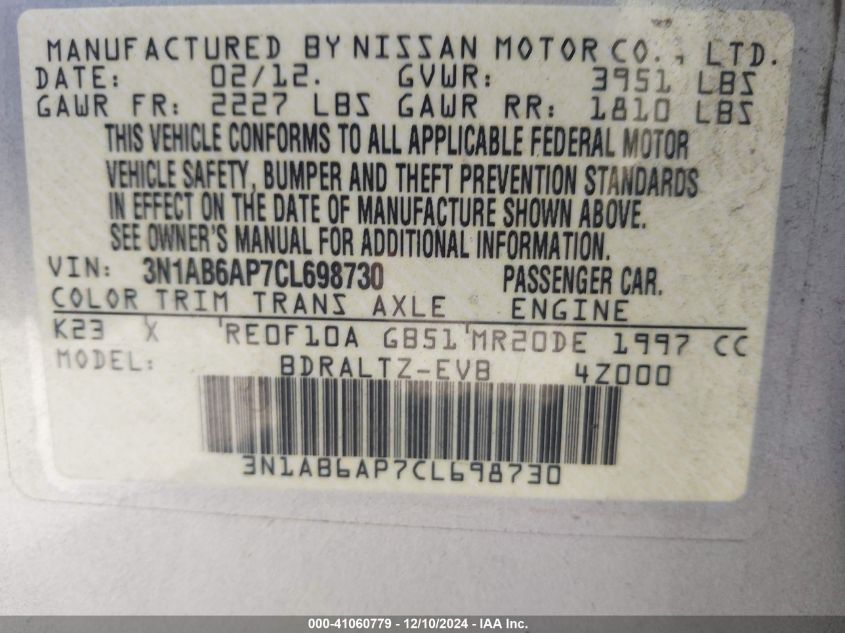 MANUFACTURED BY NISSAN MOTOR CO., LTD.
DATE: 02/12. GVWR: 3951 LBS
GAWR FR: 2227 LBS GAWR RR: 1810 LBS
THIS VEHICLE CONFORMS TO ALL APPLICABLE FEDERAL MOTOR
VEHICLE SAFETY, BUMPER AND THEFT PREVENTION STANDARDS
IN EFFECT ON THE DATE OF MANUFACTURE SHOWN ABOVE.
SEE OWNER'S MANUAL FOR ADDITIONAL INFORMATION.
VIN: 3N1AB6AP7CL698730 PASSENGER CAR.
COLOR TRIM TRANS AXLE ENGINE
K23 X 'RE0F10A GB51'MR20DE 1997 CC
MODEL: BDRALTZ-EVB 4Z000
3N1AB6AP7CL698730
000-41060779 - 12/10/2024 - IAA Inc.